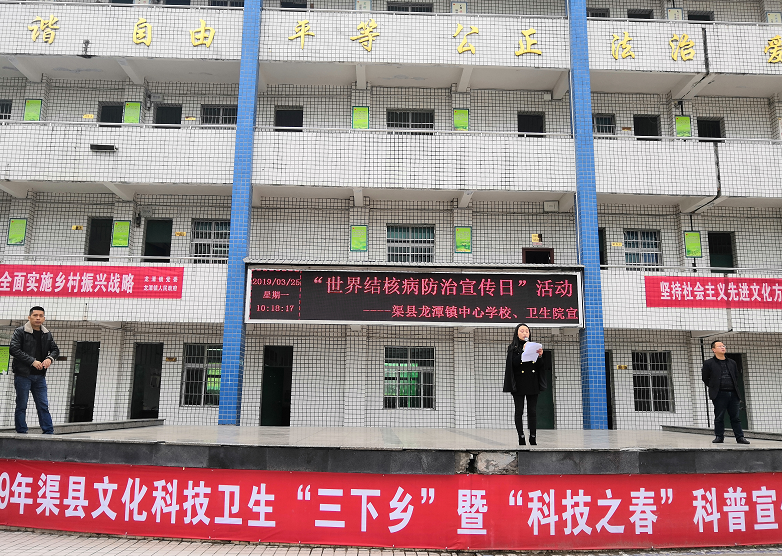 谐 自由 平等 公正 法治 爱
全面实施乡村振兴战略
2019/03/25
星期一
10:18:17
“世界结核病防治宣传日”活动
----渠县龙潭镇中心学校、卫生院宣
坚持社会主义先进文化方
9年渠县文化科技卫生“三下乡”暨“科技之春”科普宣